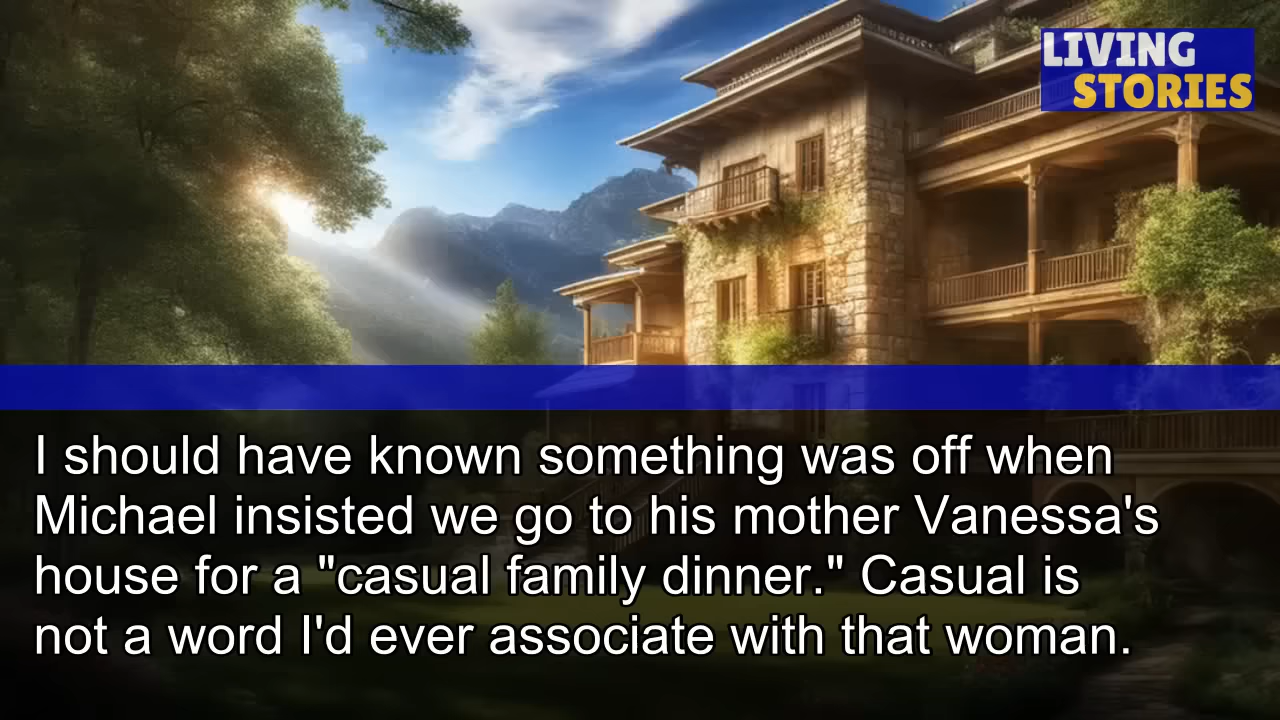 LIVING
STORIES
I should have known something was off when
Michael insisted we go to his mother Vanessa's
house for a "casual family dinner." Casual is
not a word I'd ever associate with that woman.